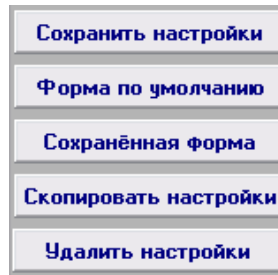 Сохранить настройки
Форма по умолчанию
Сохранённая форма
Скопировать настройки
Удалить настройки